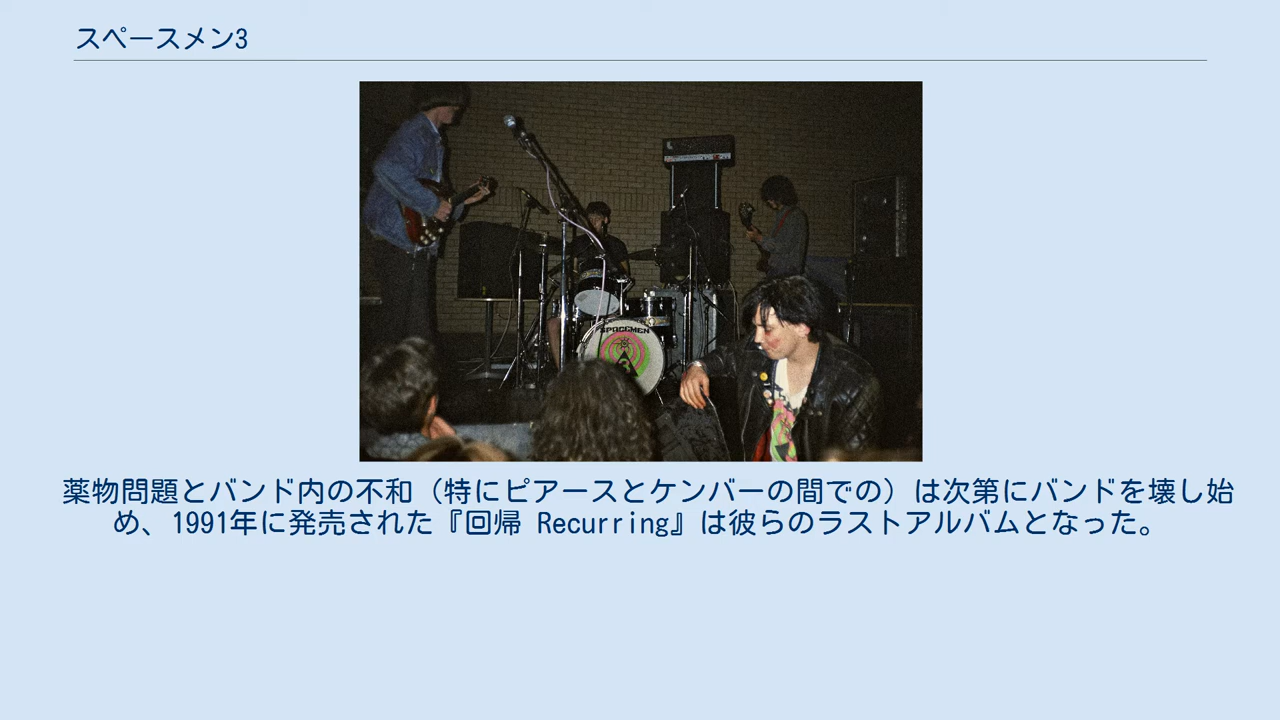 スペースメン3
SPACEMEN
3
薬物問題とバンド内の不和（特にピアースとケンバーの間での）は次第にバンドを壊し始
め、1991年に発売された『回帰 Recurring』は彼らのラストアルバムとなった。